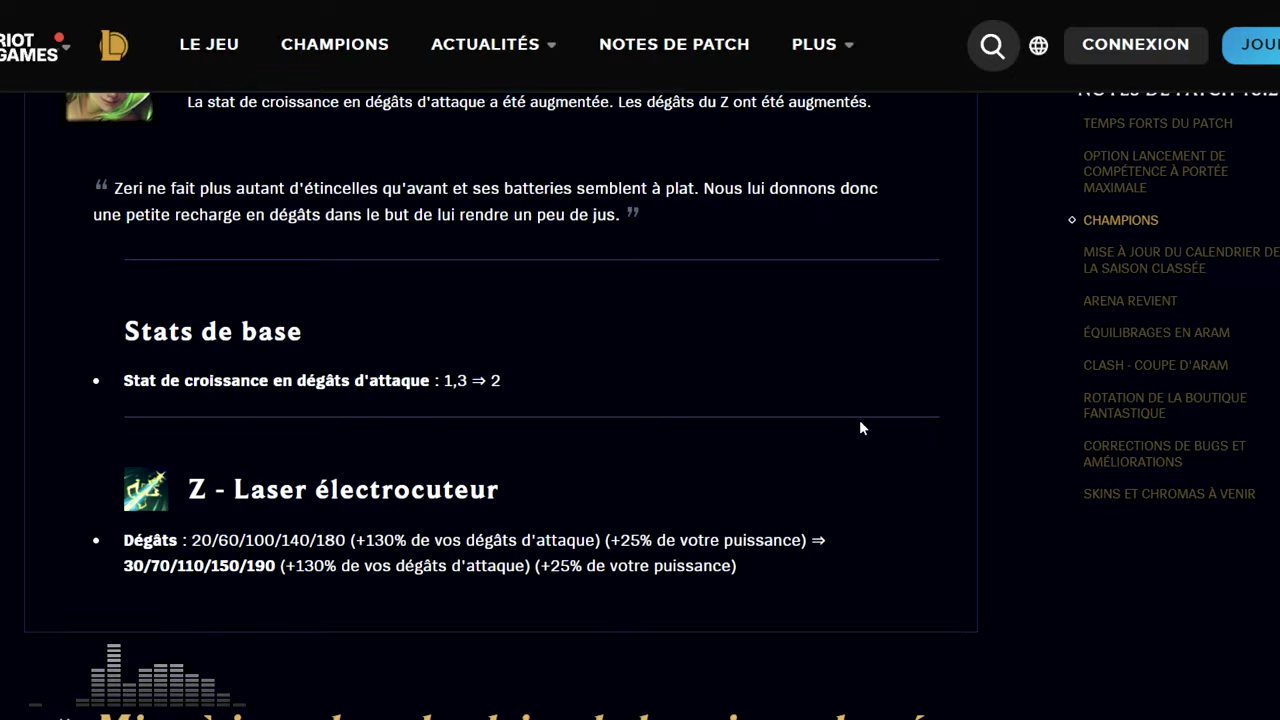 RIOT
GAMES
LE JEU
CHAMPIONS
ACTUALITÉS
NOTES DE PATCH
PLUS
CONNEXION
JOU
La stat de croissance en dégâts d'attaque a été augmentée. Les dégâts du Z ont été augmentés.
“ Zeri ne fait plus autant d'étincelles qu'avant et ses batteries semblent à plat. Nous lui donnons donc
une petite recharge en dégâts dans le but de lui rendre un peu de jus. ”
Stats de base
• Stat de croissance en dégâts d'attaque : 1,3 ⇒ 2
Z - Laser électrocuteur
• Dégâts : 20/60/100/140/180 (+130% de vos dégâts d'attaque) (+25% de votre puissance) ⇒
30/70/110/150/190 (+130% de vos dégâts d'attaque) (+25% de votre puissance)
NOTES DE PATCH
TEMPS FORTS DU PATCH
OPTION LANCEMENT DE
COMPÉTENCE À PORTÉE
MAXIMALE
CHAMPIONS
MISE À JOUR DU CALENDRIER DE
LA SAISON CLASSÉE
ARENA REVIENT
ÉQUILIBRAGES EN ARAM
CLASH - COUPE D'ARAM
ROTATION DE LA BOUTIQUE
FANTASTIQUE
CORRECTIONS DE BUGS ET
AMÉLIORATIONS
SKINS ET CHROMAS À VENIR